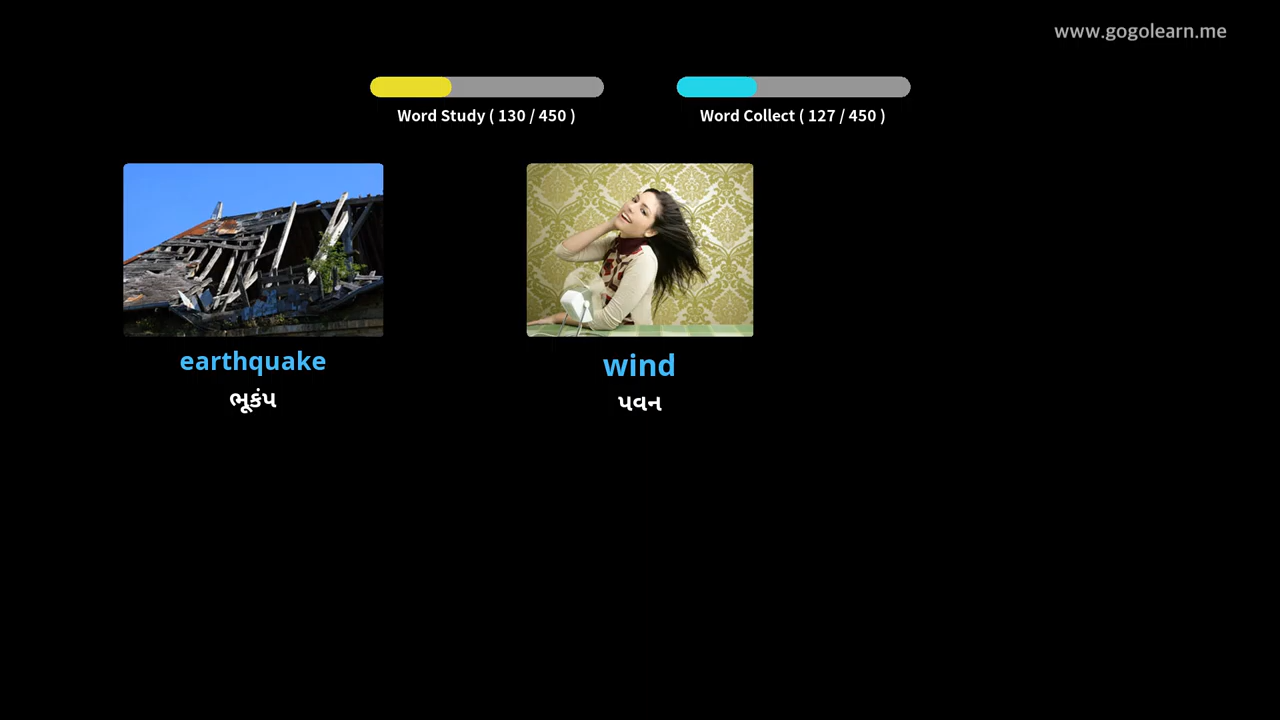 www.gogolearn.me
Word Study ( 130 / 450 )
Word Collect ( 127 / 450 )
earthquake
ભૂકંપ
wind
પવન